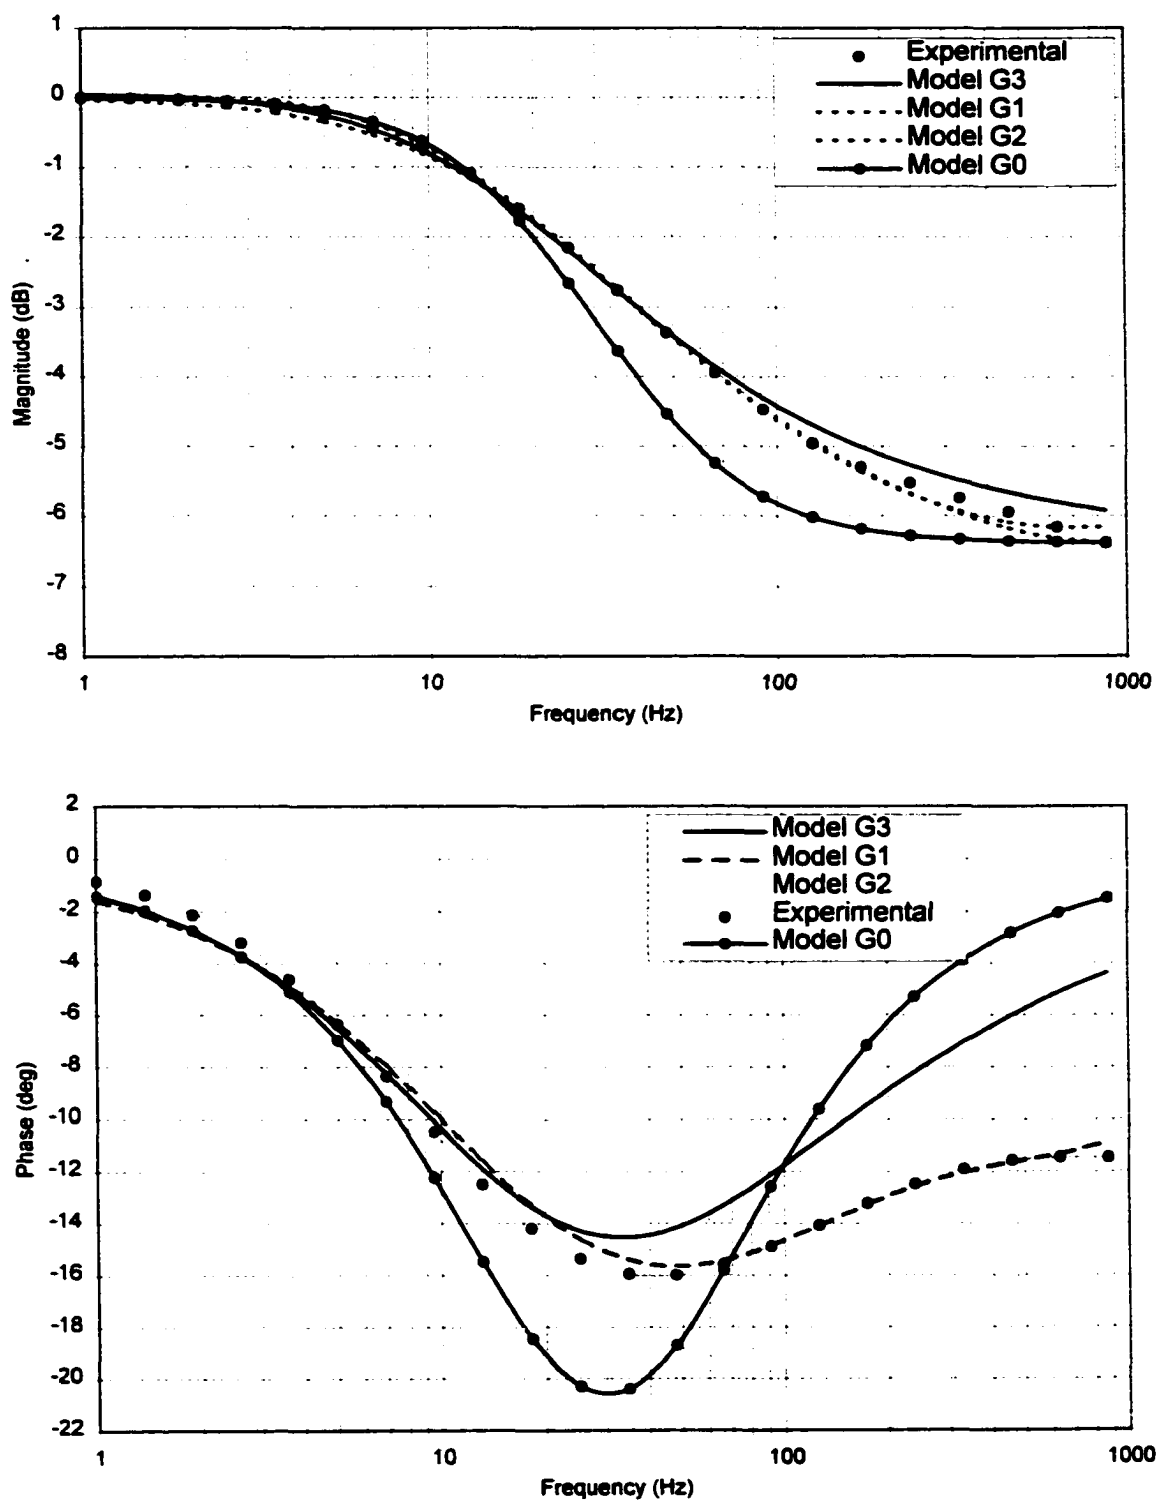 1
0
-1
-2
-3
-4
-5
-6
-7
-8
Magnitude (dB)
Experimental
Model G3
Model G1
Model G2
Model G0
1
10
100
1000
Frequency (Hz)
2
0
-2
-4
-6
-8
-10
-12
-14
-16
-18
-20
-22
Phase (deg)
Model G3
Model G1
Model G2
Experimental
Model G0
1
10
100
1000
Frequency (Hz)